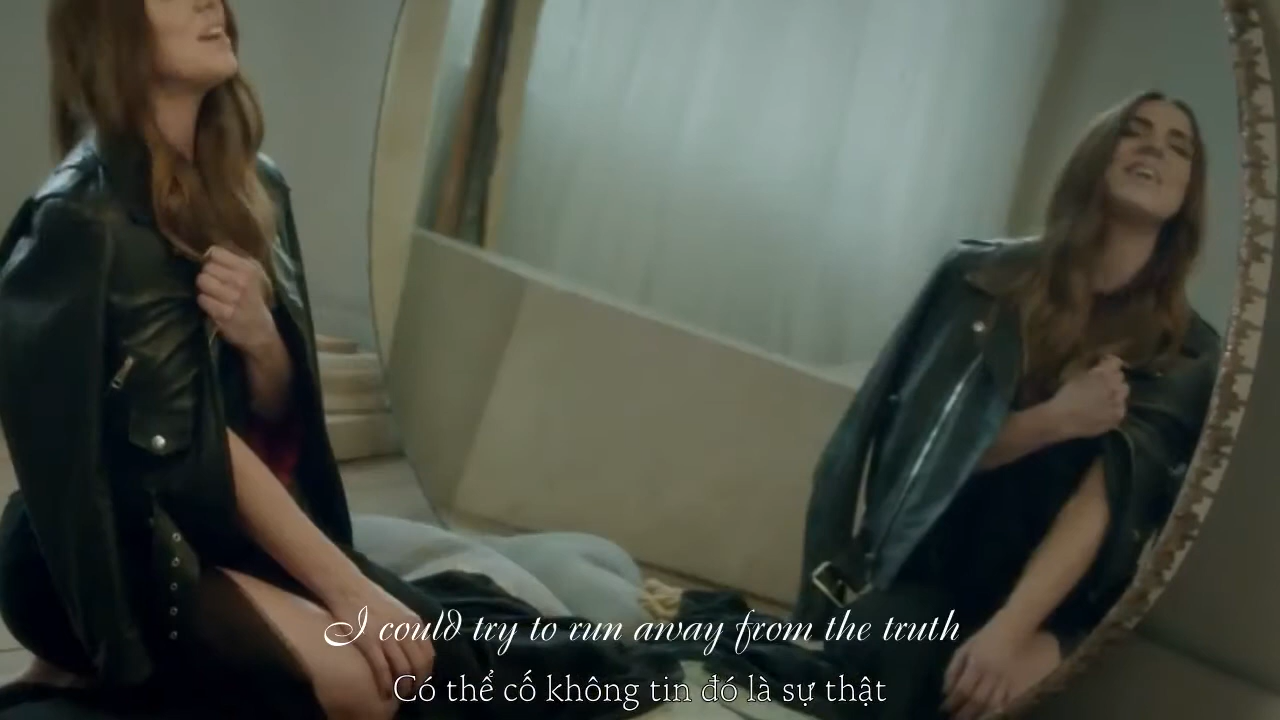 I could try to run away from the truth
Có thể cố không tin đó là sự thật